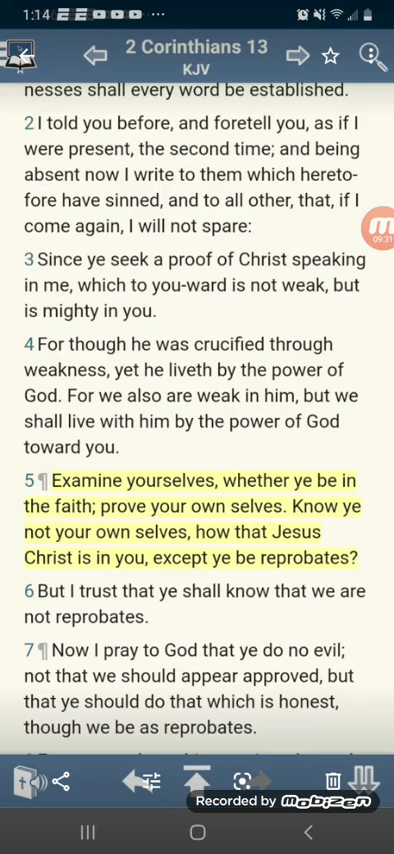 1:14
2 Corinthians 13
KJV
nesses shall every word be established.
2 I told you before, and foretell you, as if I
were present, the second time; and being
absent now I write to them which hereto-
fore have sinned, and to all other, that, if I
come again, I will not spare:
09:31
3 Since ye seek a proof of Christ speaking
in me, which to you-ward is not weak, but
is mighty in you.
4 For though he was crucified through
weakness, yet he liveth by the power of
God. For we also are weak in him, but we
shall live with him by the power of God
toward you.
5 ¶ Examine yourselves, whether ye be in
the faith; prove your own selves. Know ye
not your own selves, how that Jesus
Christ is in you, except ye be reprobates?
6 But I trust that ye shall know that we are
not reprobates.
7 ¶ Now I pray to God that ye do no evil;
not that we should appear approved, but
that ye should do that which is honest,
though we be as reprobates.
Recorded by mobizen